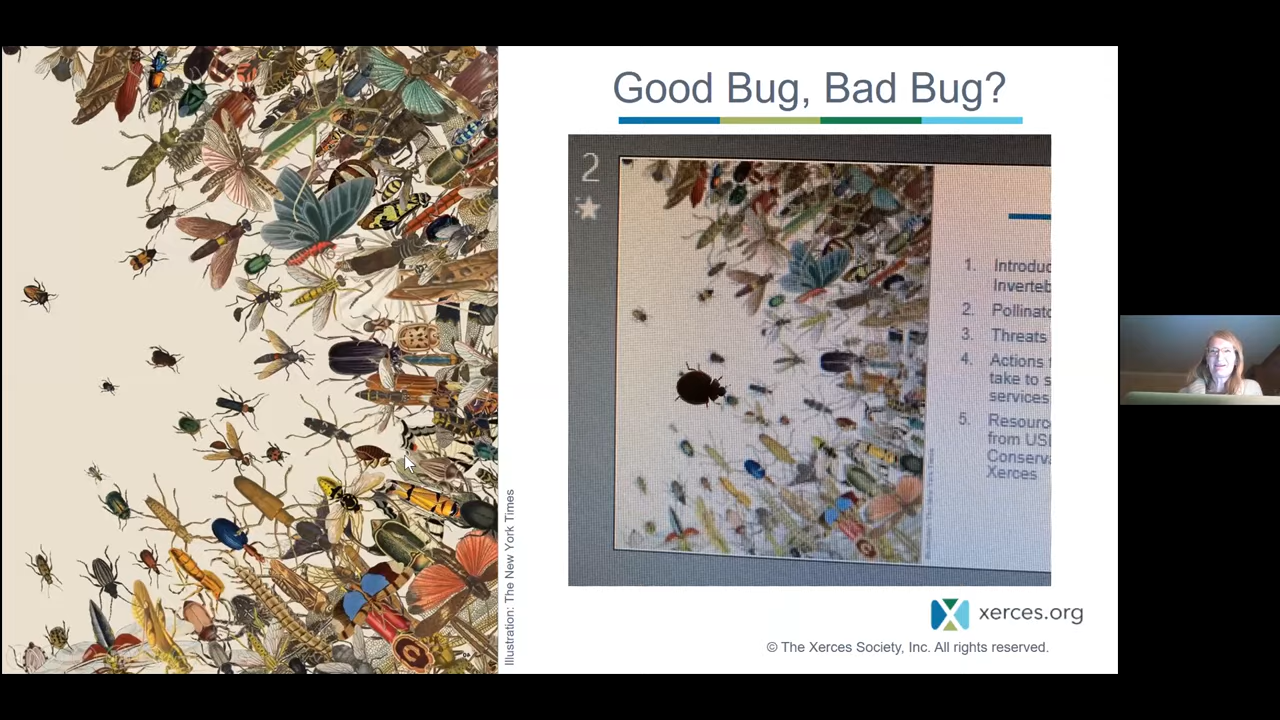 Good Bug, Bad Bug?
2
1. Introduc
Inverteb
2. Pollinato
3. Threats
4. Actions
take to s
services
5. Resourc
from US
Conserva
Xerces
Illustration: The New York Times
xerces.org
© The Xerces Society, Inc. All rights reserved.